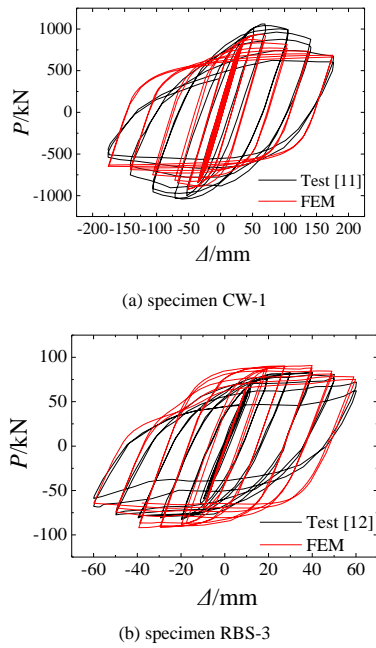 1000
500
0
-500
-1000
P/kN
Test [11]
FEM
-200 -150 -100 -50 0 50 100 150 200
Δ/mm
(a) specimen CW-1
100
50
0
-50
-100
P/kN
Test [12]
FEM
-60 -40 -20 0 20 40 60
Δ/mm
(b) specimen RBS-3